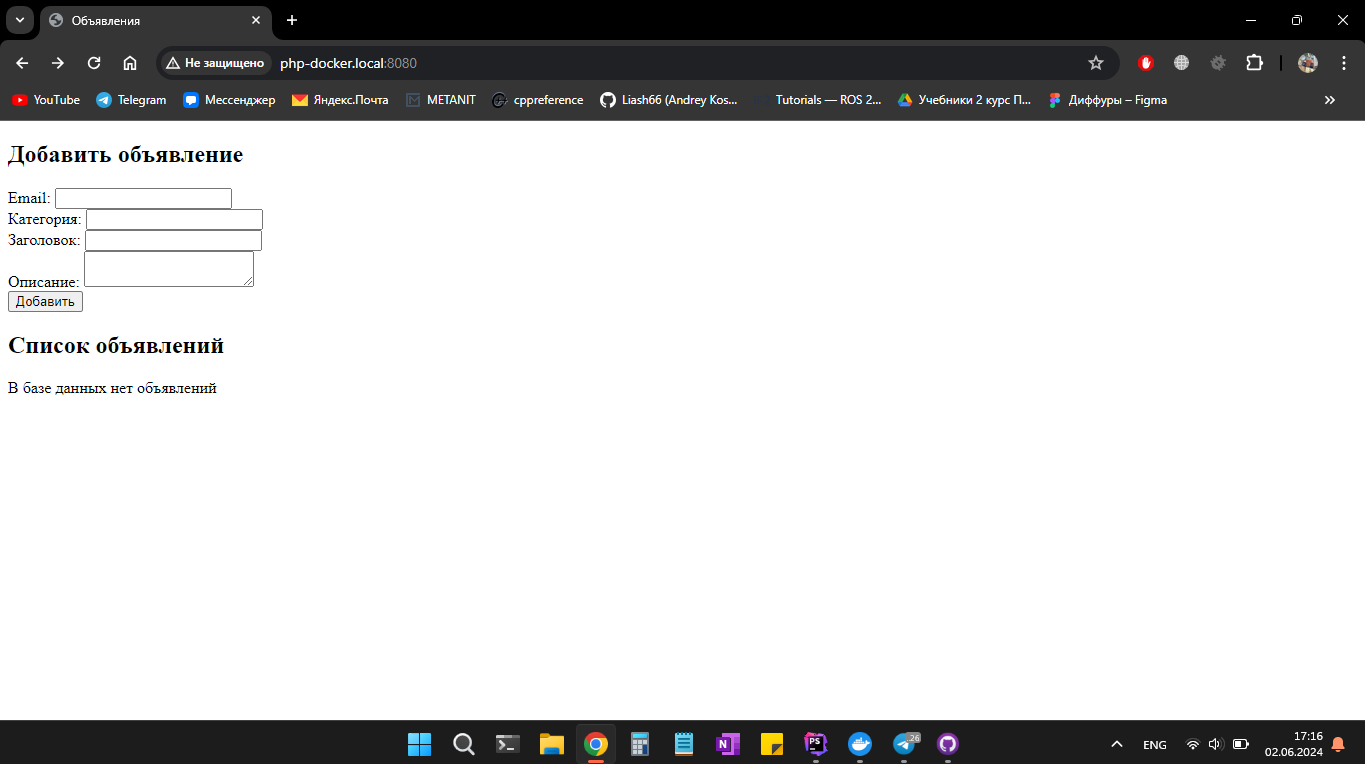 Объявления
Не защищено php-docker.local:8080
YouTube Telegram Мессенджер Яндекс.Почта METANIT cppreference Liash66 (Andrey Kos... Tutorials — ROS 2... Учебники 2 курс П... Диффуры – Figma
Добавить объявление
Email:
Категория:
Заголовок:
Описание:
Добавить
Список объявлений
В базе данных нет объявлений
ENG
17:16
02.06.2024